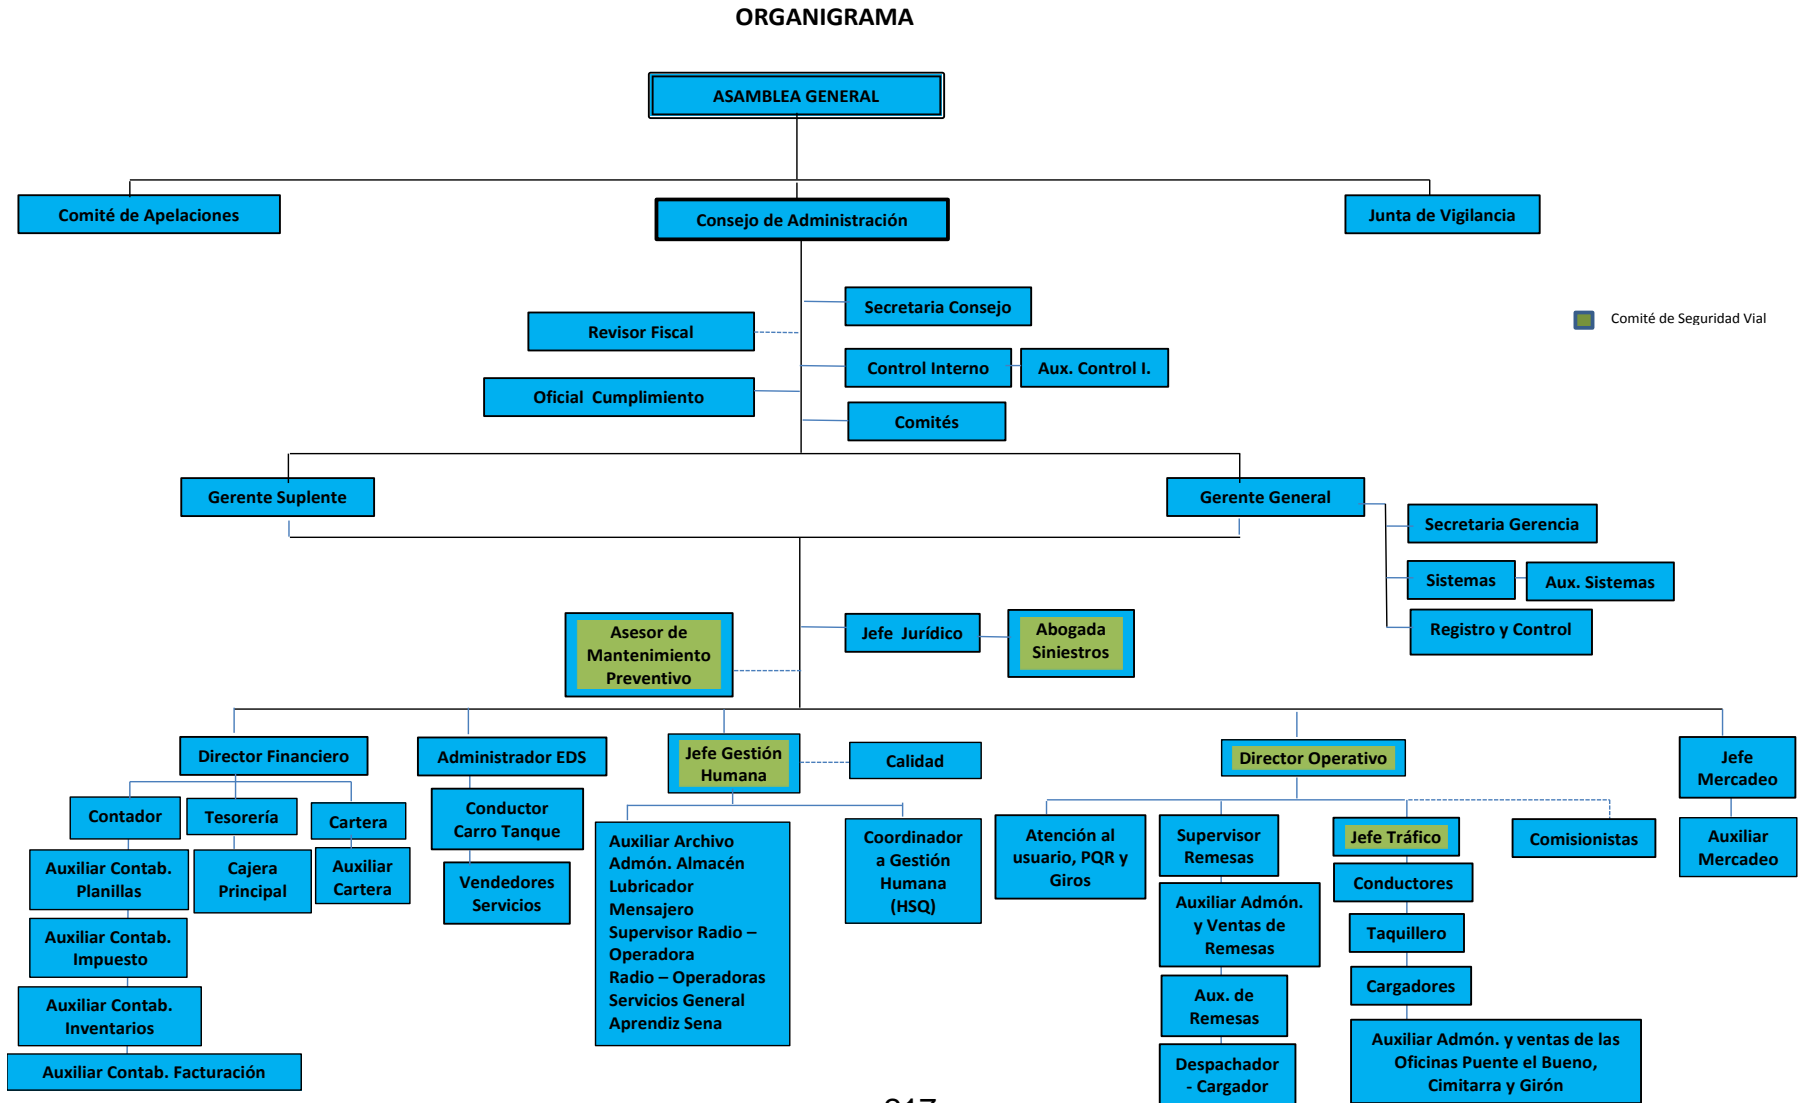 ORGANIGRAMA
ASAMBLEA GENERAL
Comité de Apelaciones
Consejo de Administración
Junta de Vigilancia
Secretaria Consejo
Revisor Fiscal
Comité de Seguridad Vial
Control Interno
Aux. Control I.
Oficial Cumplimiento
Comités
Gerente Suplente
Gerente General
Secretaria Gerencia
Sistemas
Aux. Sistemas
Registro y Control
Asesor de
Mantenimiento
Preventivo
Jefe Jurídico
Abogada
Siniestros
Director Financiero
Administrador EDS
Jefe Gestión
Humana
Calidad
Director Operativo
Jefe
Mercadeo
Contador
Tesorería
Cartera
Conductor
Carro Tanque
Auxiliar Contab.
Planillas
Cajera
Principal
Auxiliar
Cartera
Vendedores
Servicios
Auxiliar Contab.
Impuesto
Auxiliar Contab.
Inventarios
Auxiliar Contab. Facturación
Auxiliar Archivo
Admón. Almacén
Lubricador
Mensajero
Supervisor Radio –
Operadora
Radio – Operadoras
Servicios General
Aprendiz Sena
Coordinador
a Gestión
Humana
(HSQ)
Atención al
usuario, PQR y
Giros
Supervisor
Remesas
Auxiliar Admón.
y Ventas de
Remesas
Aux. de
Remesas
Despachador
- Cargador
Jefe Tráfico
Conductores
Taquillero
Cargadores
Auxiliar Admón. y ventas de las
Oficinas Puente el Bueno,
Cimitarra y Girón
Comisionistas
Auxiliar
Mercadeo